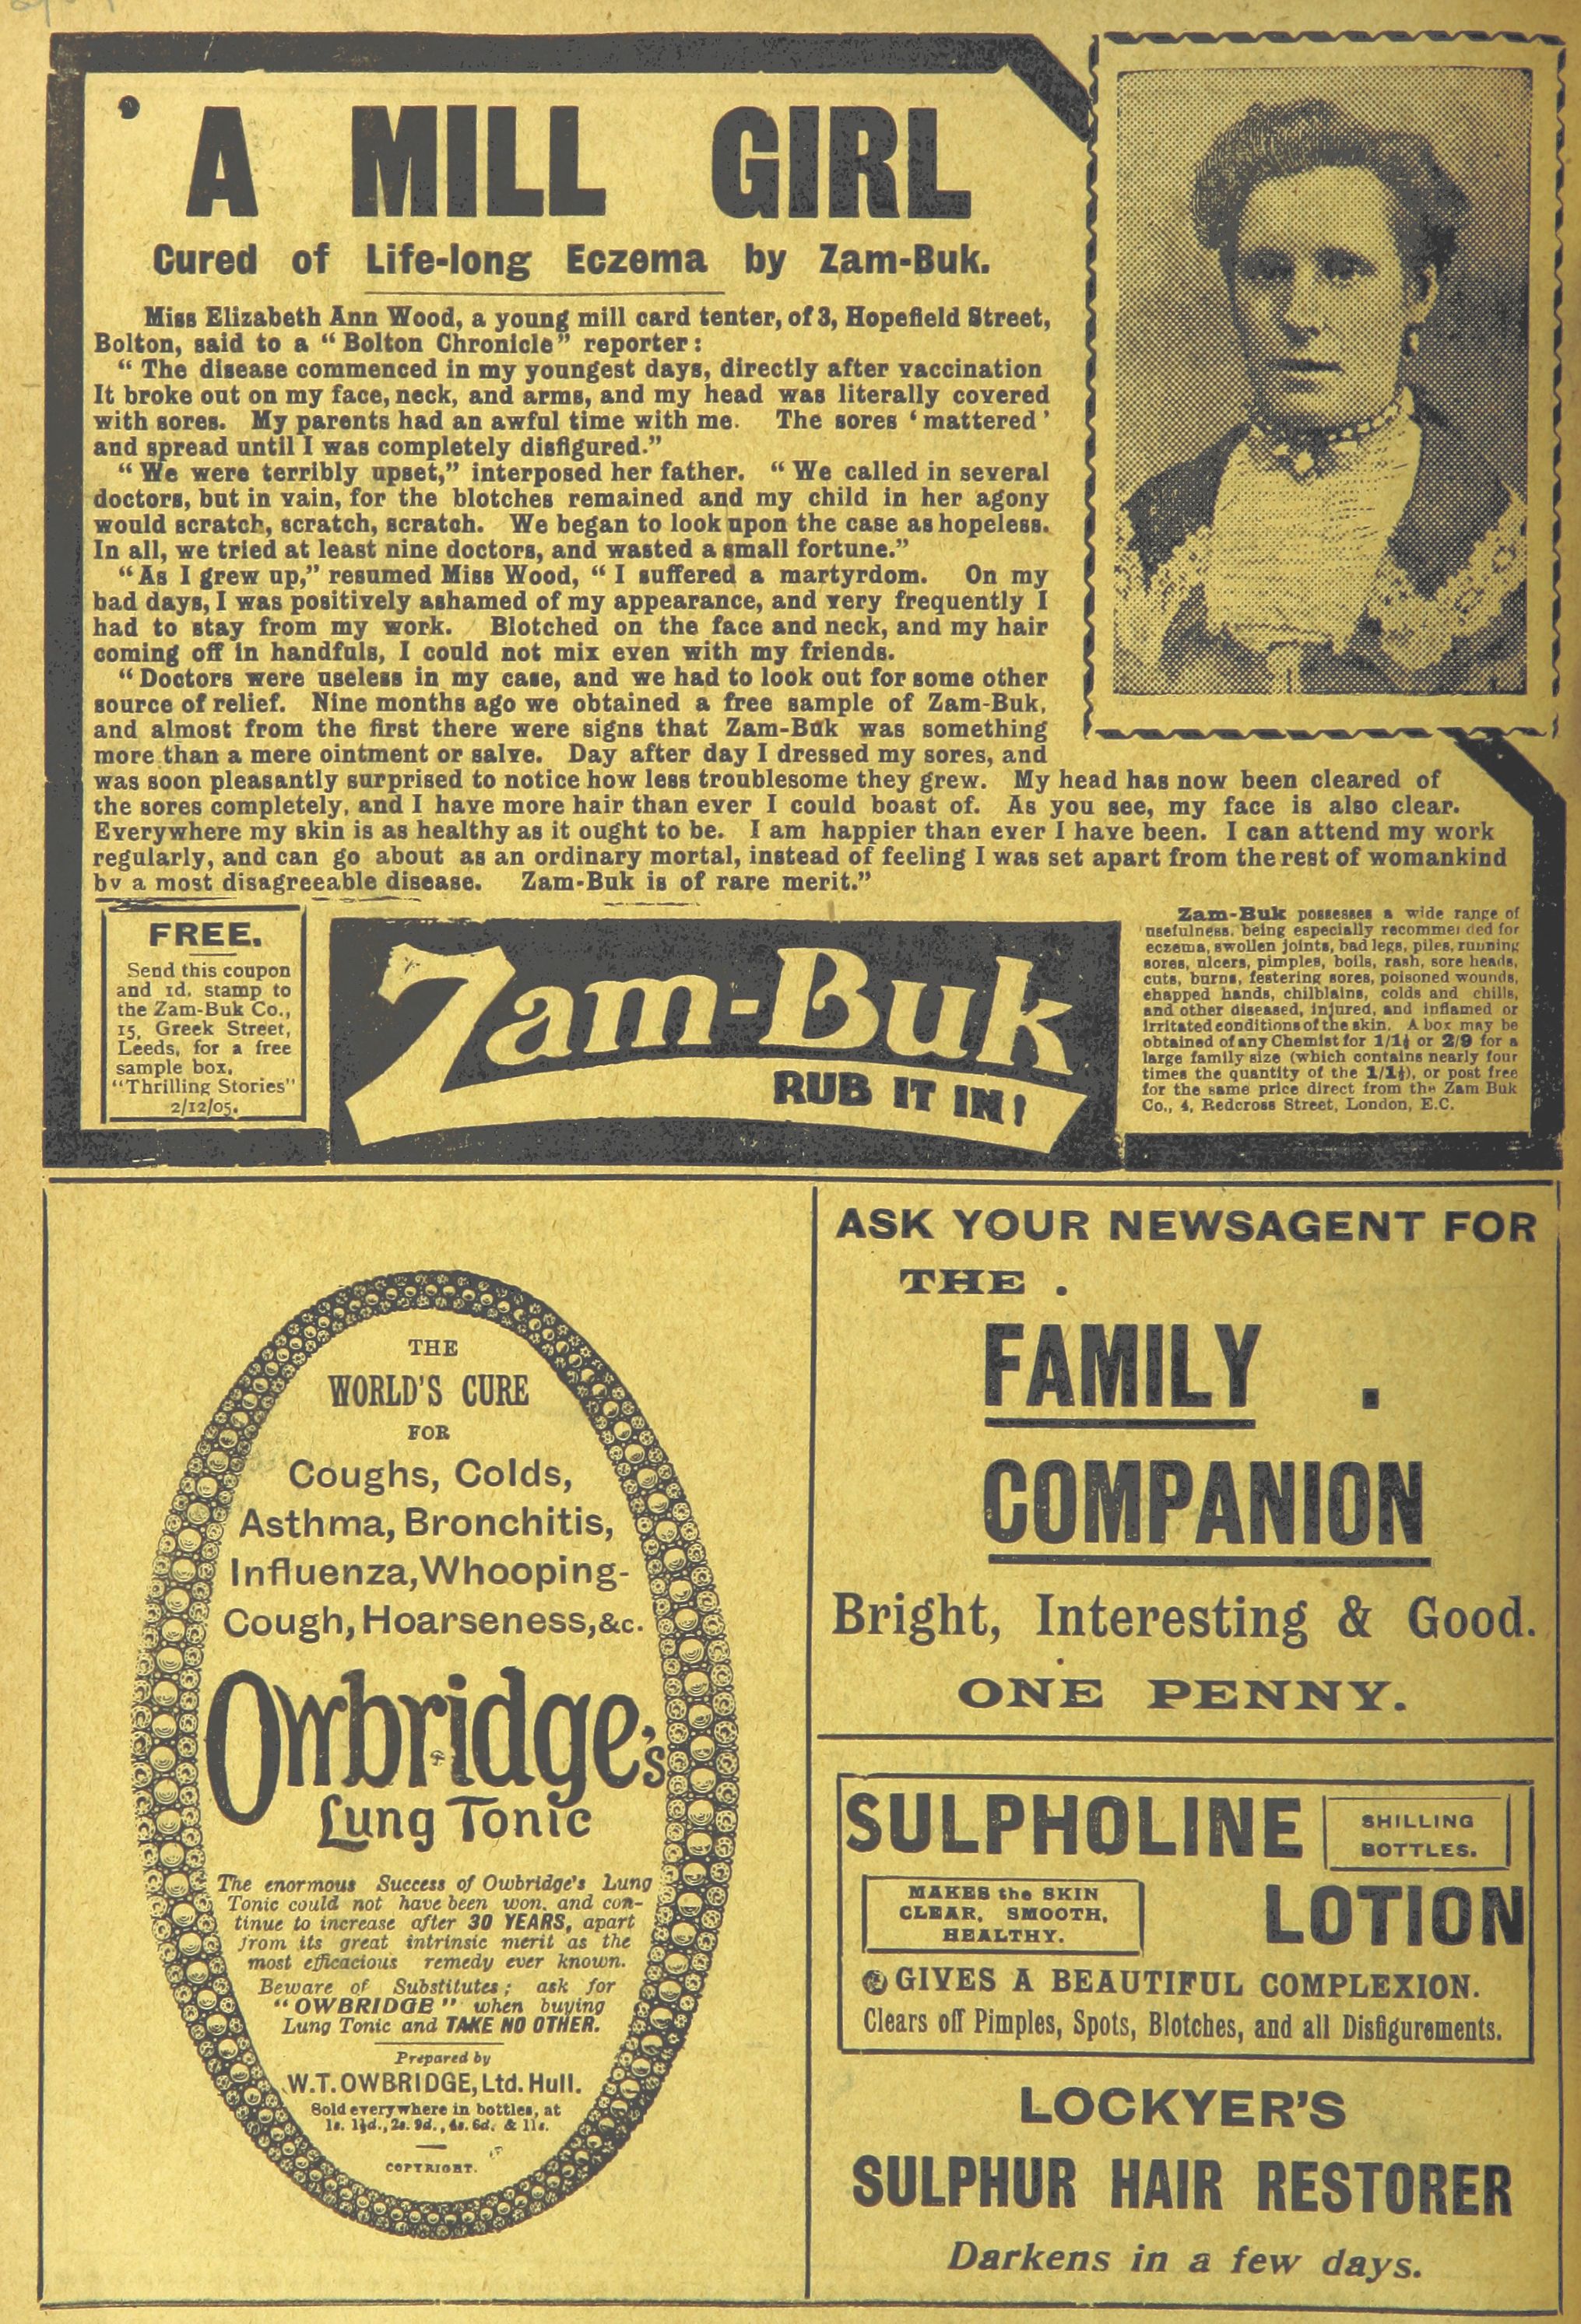 A MILL GIRL
Cured of Life-long Eczema by Zam-Buk.
Miss Elizabeth Ann Wood, a young mill card tenter, of 3, Hopefield Street,
Bolton, said to a “Bolton Chronicle” reporter:
“The disease commenced in my youngest days, directly after vaccination
It broke out on my face, neck, and arms, and my head was literally covered
with sores. My parents had an awful time with me. The sores ‘mattered’
and spread until I was completely disfigured.”
“We were terribly upset,” interposed her father. “We called in several
doctors, but in vain, for the blotches remained and my child in her agony
would scratch, scratch, scratch. We began to look upon the case as hopeless.
In all, we tried at least nine doctors, and wasted a small fortune.”
“As I grew up,” resumed Miss Wood, “I suffered a martyrdom. On my
bad days, I was positively ashamed of my appearance, and very frequently I
had to stay from my work. Blotched on the face and neck, and my hair
coming off in handfuls, I could not mix even with my friends.
“Doctors were useless in my case, and we had to look out for some other
source of relief. Nine months ago we obtained a free sample of Zam-Buk,
and almost from the first there were signs that Zam-Buk was something
more than a mere ointment or salve. Day after day I dressed my sores, and
was soon pleasantly surprised to notice how less troublesome they grew. My head has now been cleared of
the sores completely, and I have more hair than ever I could boast of. As you see, my face is also clear.
Everywhere my skin is as healthy as it ought to be. I am happier than ever I have been. I can attend my work
regularly, and can go about as an ordinary mortal, instead of feeling I was set apart from the rest of womankind
by a most disagreeable disease. Zam-Buk is of rare merit.”
FREE.
Send this coupon
and 1d. stamp to
the Zam-Buk Co.,
15, Greek Street,
Leeds, for a free
sample box.
“Thrilling Stories”
2/12/05.
Zam-Buk
RUB IT IN!
Zam-Buk possesses a wide range of
usefulness, being especially recommended for
eczema, swollen joints, bad legs, piles, running
sores, ulcers, pimples, boils, rash, sore heads,
cuts, burns, festering sores, poisoned wounds,
chapped hands, chilblains, colds and chills,
and other diseased, injured, and inflamed or
irritated conditions of the skin. A box may be
obtained of any Chemist for 1/1½ or 2/9 for a
large family size (which contains nearly four
times the quantity of the 1/1½), or post free
for the same price direct from the Zam Buk
Co., 4, Redcross Street, London, E.C.
THE
WORLD'S CURE
FOR
Coughs, Colds,
Asthma, Bronchitis,
Influenza, Whooping-
Cough, Hoarseness, &c.
Owbridge's
Lung Tonic
The enormous Success of Owbridge's Lung
Tonic could not have been won, and con-
tinue to increase after 30 YEARS, apart
from its great intrinsic merit as the
most efficacious remedy ever known.
Beware of Substitutes; ask for
“OWBRIDGE” when buying
Lung Tonic and TAKE NO OTHER.
Prepared by
W.T. OWBRIDGE, Ltd. Hull.
Sold everywhere in bottles, at
1s. 1½d., 2s. 9d., 4s. 6d. & 11s.
COPYRIGHT.
ASK YOUR NEWSAGENT FOR
THE .
FAMILY .
COMPANION
Bright, Interesting & Good.
ONE PENNY.
SULPHOLINE
SHILLING
BOTTLES.
MAKES the SKIN
CLEAR, SMOOTH,
HEALTHY.
LOTION
GIVES A BEAUTIFUL COMPLEXION.
Clears off Pimples, Spots, Blotches, and all Disfigurements.
LOCKYER'S
SULPHUR HAIR RESTORER
Darkens in a few days.